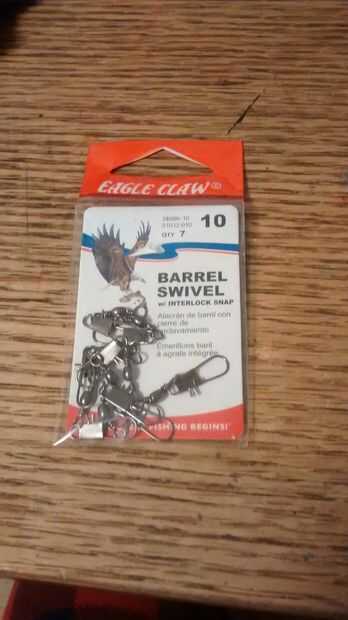 EAGLE CLAW®
10
QTY 7
BARREL
SWIVEL
w/ INTERLOCK SNAP
Alacrán de barril con
cierre de
Émerillons baril
à agrafe intégrée
FISHING BEGINS!